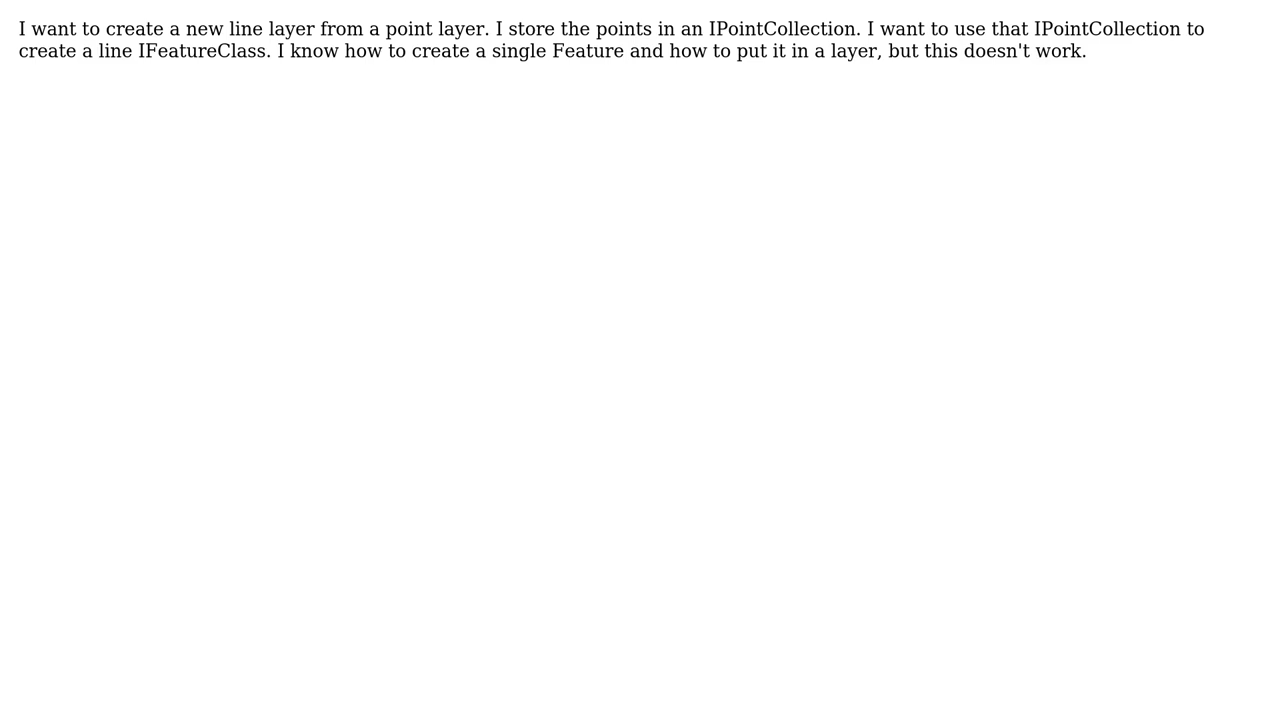 I want to create a new line layer from a point layer. I store the points in an IPointCollection. I want to use that IPointCollection to
create a line IFeatureClass. I know how to create a single Feature and how to put it in a layer, but this doesn't work.